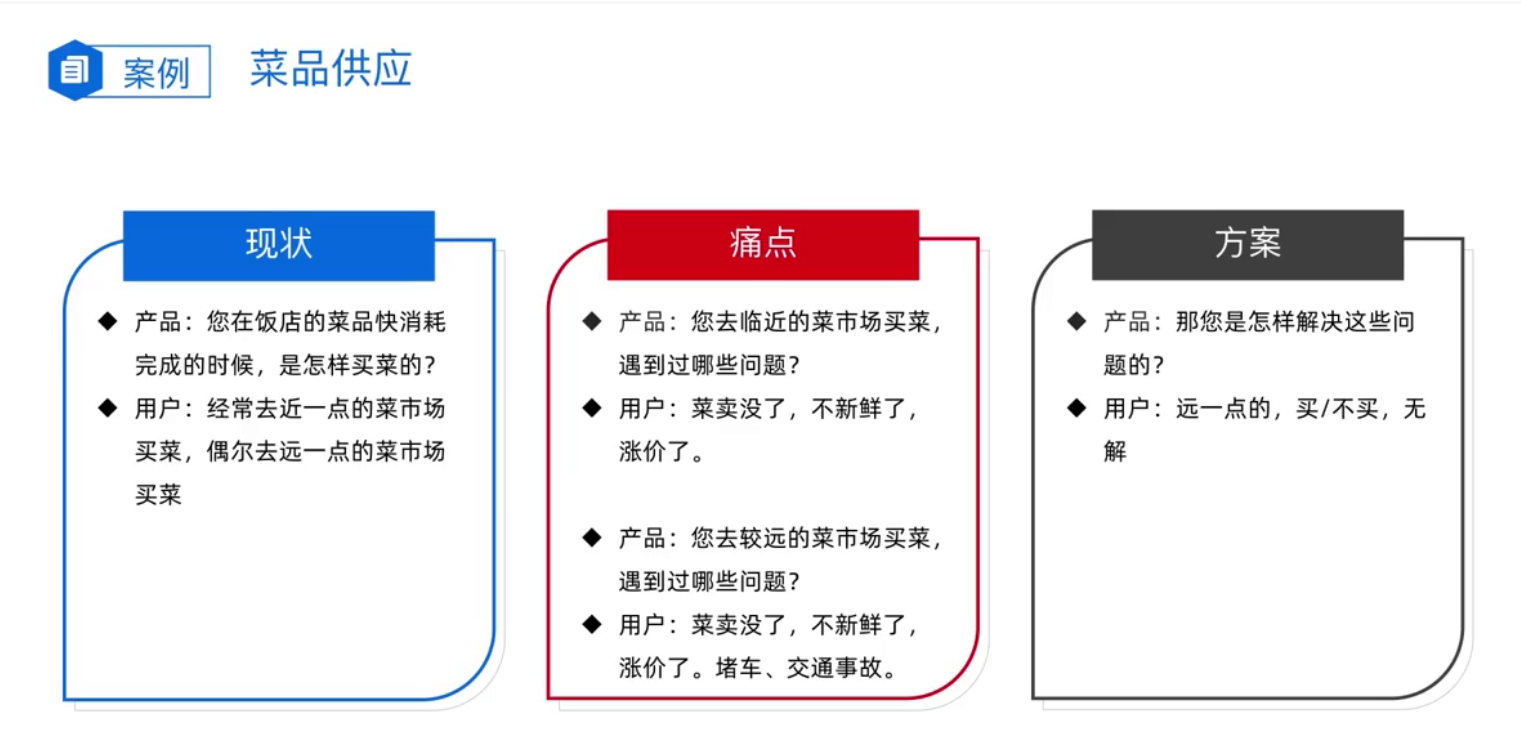 案例
菜品供应
现状
◆ 产品：您在饭店的菜品快消耗
完成的时候，是怎样买菜的？
◆ 用户：经常去近一点的菜市场
买菜，偶尔去远一点的菜市场
买菜
痛点
◆ 产品：您去临近的菜市场买菜，
遇到过哪些问题？
◆ 用户：菜卖没了，不新鲜了，
涨价了。
◆ 产品：您去较远的菜市场买菜，
遇到过哪些问题？
◆ 用户：菜卖没了，不新鲜了，
涨价了。堵车、交通事故。
方案
◆ 产品：那您是怎样解决这些问
题的？
◆ 用户：远一点的，买/不买，无
解